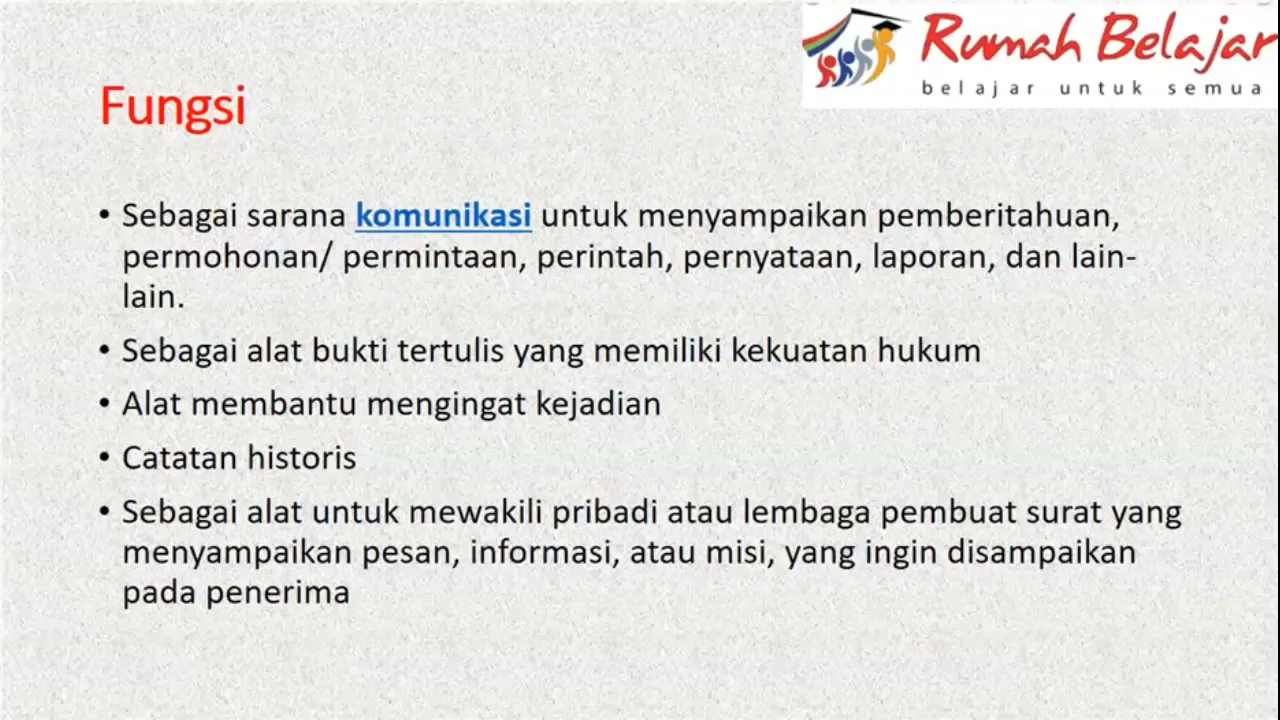 Rumah Belajar
belajar untuk semua
Fungsi
• Sebagai sarana komunikasi untuk menyampaikan pemberitahuan,
permohonan/ permintaan, perintah, pernyataan, laporan, dan lain-
lain.
• Sebagai alat bukti tertulis yang memiliki kekuatan hukum
• Alat membantu mengingat kejadian
• Catatan historis
• Sebagai alat untuk mewakili pribadi atau lembaga pembuat surat yang
menyampaikan pesan, informasi, atau misi, yang ingin disampaikan
pada penerima